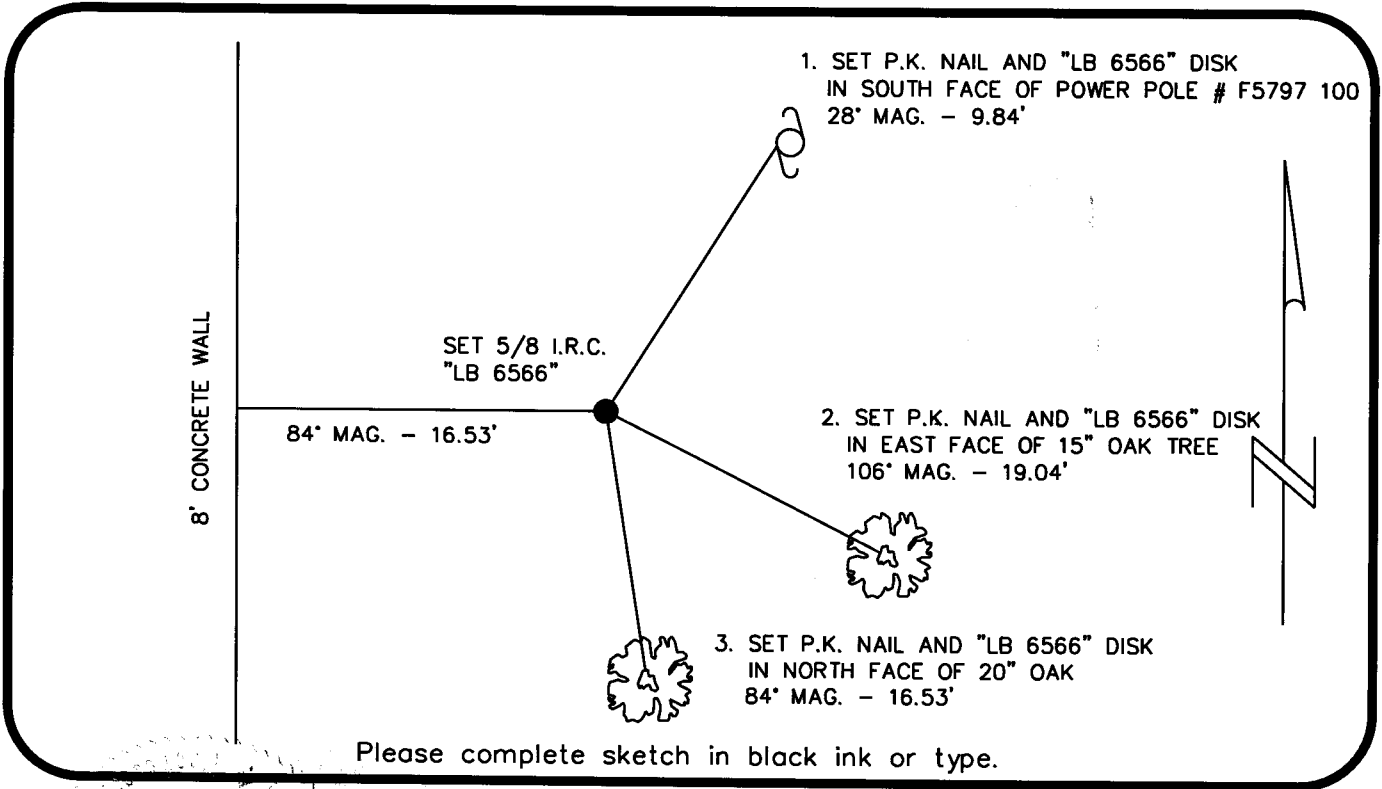 1. SET P.K. NAIL AND "LB 6566" DISK
IN SOUTH FACE OF POWER POLE # F5797 100
28° MAG. – 9.84'
8' CONCRETE WALL
SET 5/8 I.R.C.
"LB 6566"
84° MAG. – 16.53'
2. SET P.K. NAIL AND "LB 6566" DISK
IN EAST FACE OF 15" OAK TREE
106° MAG. – 19.04'
N
3. SET P.K. NAIL AND "LB 6566" DISK
IN NORTH FACE OF 20" OAK
84° MAG. – 16.53'
Please complete sketch in black ink or type.